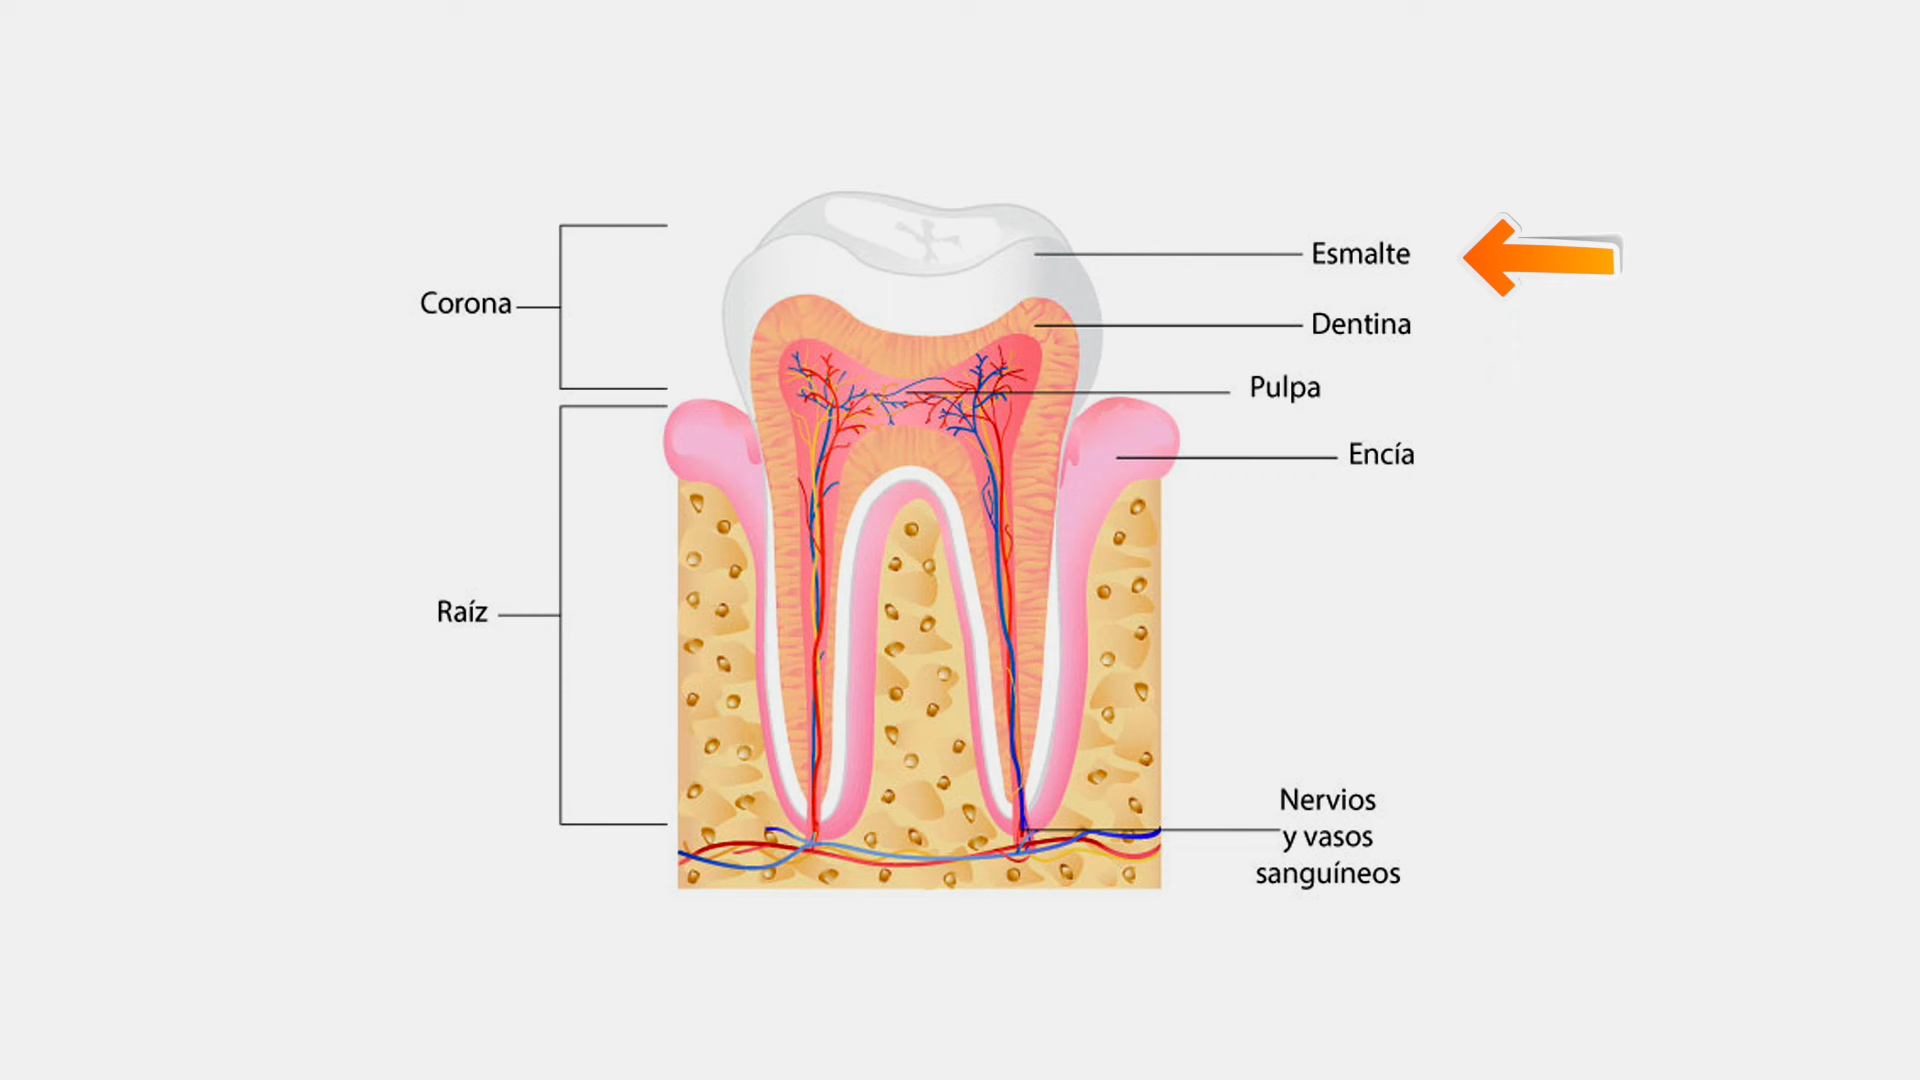 Esmalte
Corona
Dentina
Pulpa
Encía
Raíz
Nervios
y vasos
sanguíneos